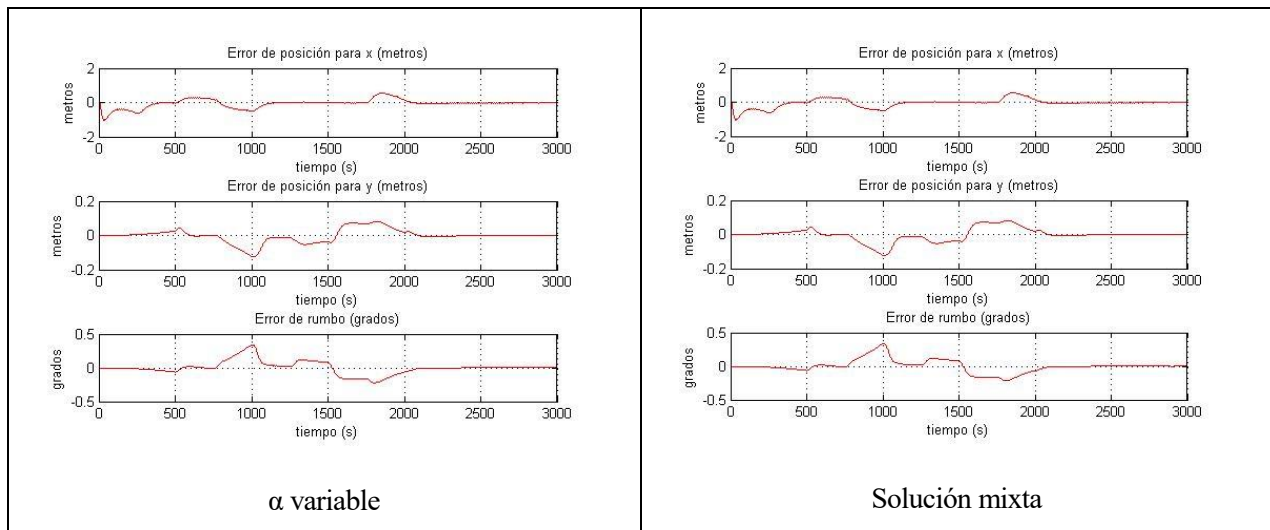 Error de posición para x (metros)
2
0
-2
metros
0 500 1000 1500 2000 2500 3000
tiempo (s)
Error de posición para y (metros)
0.2
0
-0.2
metros
0 500 1000 1500 2000 2500 3000
tiempo (s)
Error de rumbo (grados)
0.5
0
-0.5
grados
0 500 1000 1500 2000 2500 3000
tiempo (s)
α variable
Error de posición para x (metros)
2
0
-2
metros
0 500 1000 1500 2000 2500 3000
tiempo (s)
Error de posición para y (metros)
0.2
0
-0.2
metros
0 500 1000 1500 2000 2500 3000
tiempo (s)
Error de rumbo (grados)
0.5
0
-0.5
grados
0 500 1000 1500 2000 2500 3000
tiempo (s)
Solución mixta